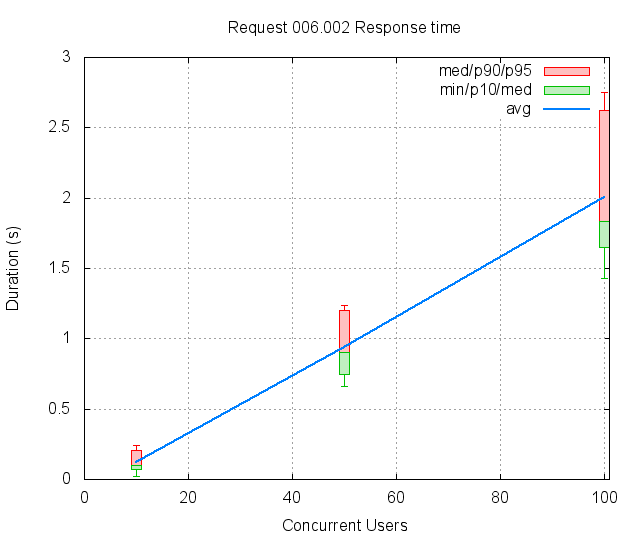 Request 006.002 Response time
3
2.5
2
1.5
1
0.5
0
Duration (s)
med/p90/p95
min/p10/med
avg
0 20 40 60 80 100
Concurrent Users